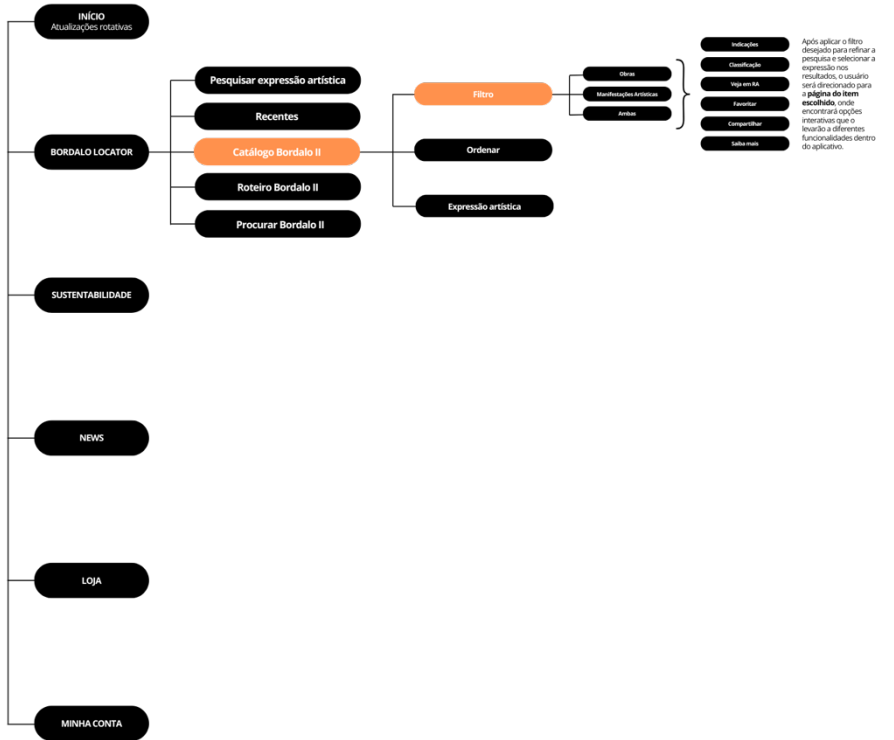 INÍCIO
Atualizações rotativas
BORDALO LOCATOR
SUSTENTABILIDADE
NEWS
LOJA
MINHA CONTA
Pesquisar expressão artística
Recentes
Catálogo Bordalo II
Roteiro Bordalo II
Procurar Bordalo II
Filtro
Ordenar
Expressão artística
Obras
Manifestações Artísticas
Ambas
Indicações
Classificação
Veja em RA
Favoritar
Compartilhar
Saiba mais
Após aplicar o filtro
desejado para refinar a
pesquisa e selecionar a
expressão nos
resultados, o usuário
será direcionado para
a página do item
escolhido, onde
encontrará opções
interativas que o
levarão a diferentes
funcionalidades dentro
do aplicativo.